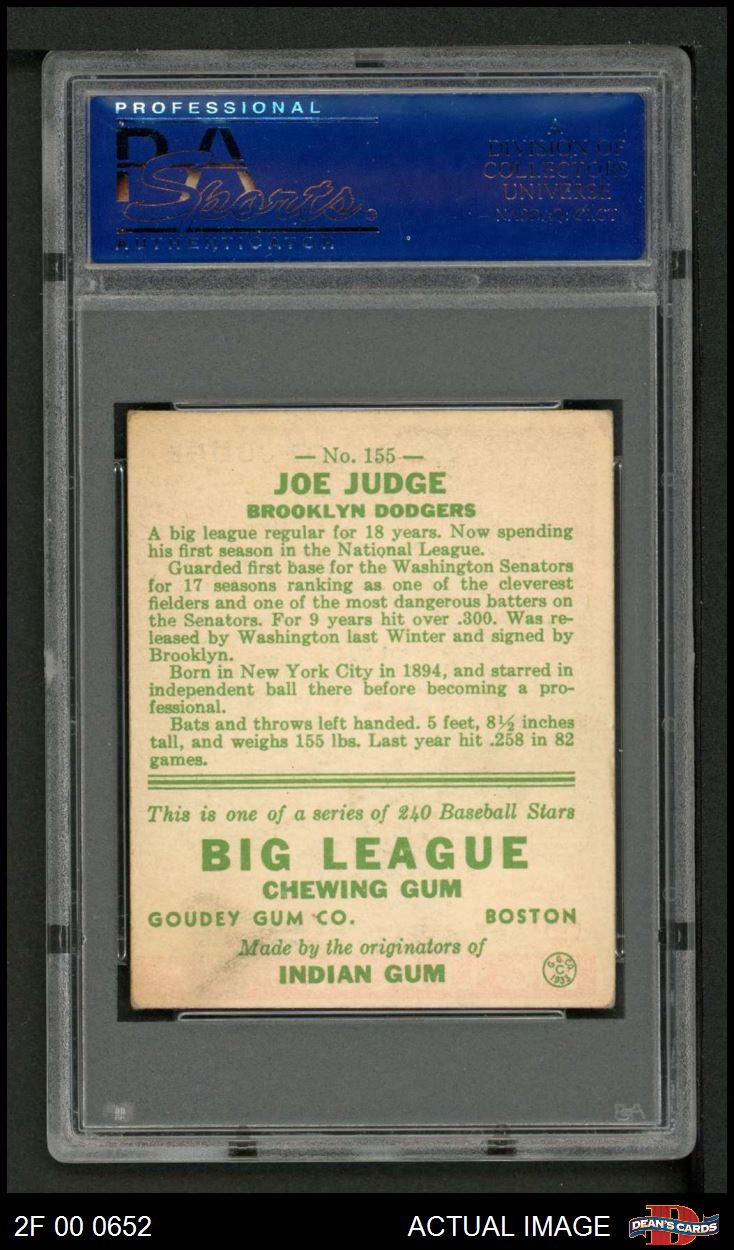 PROFESSIONAL
PSA
Sports
AUTHENTICATOR
A
DIVISION OF
COLLECTORS
UNIVERSE
NASDAQ: CLCT
— No. 155 —
JOE JUDGE
BROOKLYN DODGERS
A big league regular for 18 years. Now spending
his first season in the National League.
Guarded first base for the Washington Senators
for 17 seasons ranking as one of the cleverest
fielders and one of the most dangerous batters on
the Senators. For 9 years hit over .300. Was re-
leased by Washington last Winter and signed by
Brooklyn.
Born in New York City in 1894, and starred in
independent ball there before becoming a pro-
fessional.
Bats and throws left handed. 5 feet, 8½ inches
tall, and weighs 155 lbs. Last year hit .258 in 82
games.
This is one of a series of 240 Baseball Stars
BIG LEAGUE
CHEWING GUM
GOUDEY GUM CO. BOSTON
Made by the originators of
INDIAN GUM
G.G.CO.
C
1933
PSA
2F 00 0652 ACTUAL IMAGE
DEAN'S CARDS